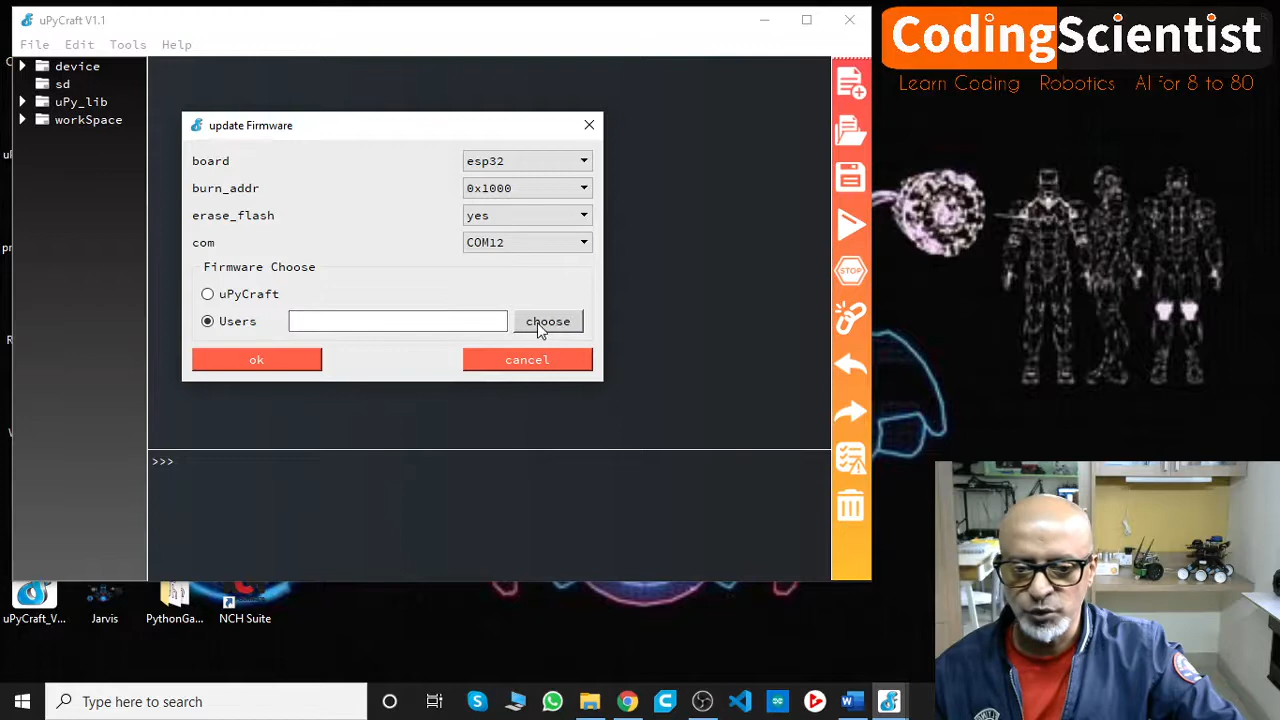 uPyCraft V1.1
File Edit Tools Help
device
sd
uPy_lib
workSpace
update Firmware
board esp32
burn_addr 0x1000
erase_flash yes
com COM12
Firmware Choose
uPyCraft
Users choose
ok cancel
>>>
STOP
CodingScientist
Learn Coding Robotics AI for 8 to 80
uPyCraft_V...
Jarvis
PythonGa...
NCH Suite
Type here to search